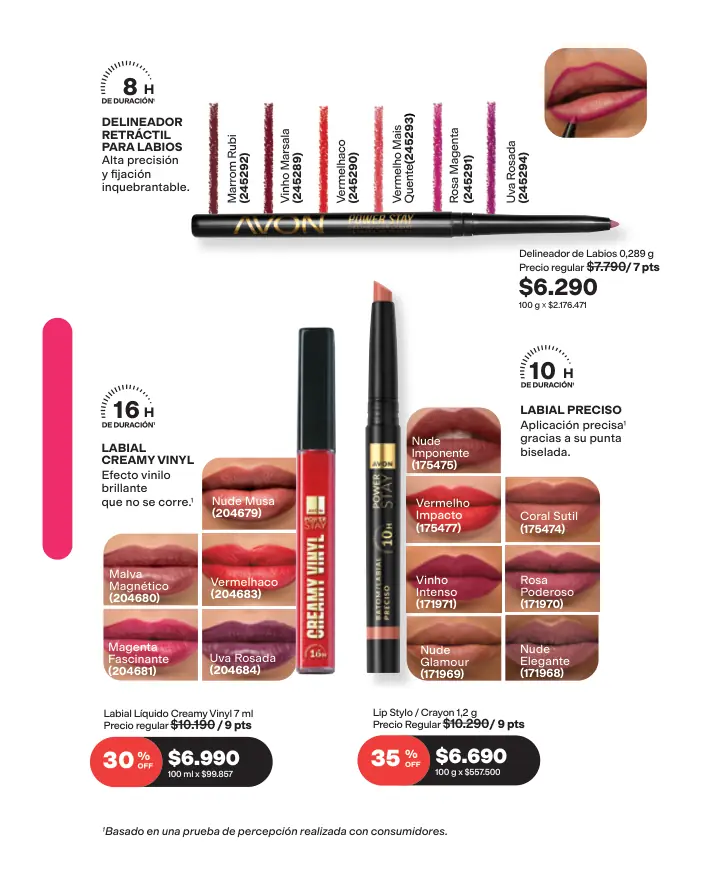 8 H
DE DURACIÓN¹
DELINEADOR
RETRÁCTIL
PARA LABIOS
Alta precisión
y fijación
inquebrantable.
Marrom Rubi
(245292)
Vinho Marsala
(245289)
Vermelhaco
(245290)
Vermelho Mais
Quente(245293)
Rosa Magenta
(245291)
Uva Rosada
(245294)
AVON
POWER STAY
Delineador de Labios 0,289 g
Precio regular $7.790/ 7 pts
$6.290
100 g x $2.176.471
16 H
DE DURACIÓN¹
LABIAL
CREAMY VINYL
Efecto vinilo
brillante
que no se corre.¹
Nude Musa
(204679)
Malva
Magnético
(204680)
Vermelhaco
(204683)
Magenta
Fascinante
(204681)
Uva Rosada
(204684)
AVON
POWER
STAY
CREAMY VINYL
16H
AVON
POWER
STAY
10H
BATOM/LABIAL
PRECISO
10 H
DE DURACIÓN¹
LABIAL PRECISO
Aplicación precisa¹
gracias a su punta
biselada.
Nude
Imponente
(175475)
Vermelho
Impacto
(175477)
Coral Sutil
(175474)
Vinho
Intenso
(171971)
Rosa
Poderoso
(171970)
Nude
Glamour
(171969)
Nude
Elegante
(171968)
Labial Líquido Creamy Vinyl 7 ml
Precio regular $10.190 / 9 pts
30 % OFF
$6.990
100 ml x $99.857
Lip Stylo / Crayon 1,2 g
Precio Regular $10.290/ 9 pts
35 % OFF
$6.690
100 g x $557.500
¹Basado en una prueba de percepción realizada con consumidores.